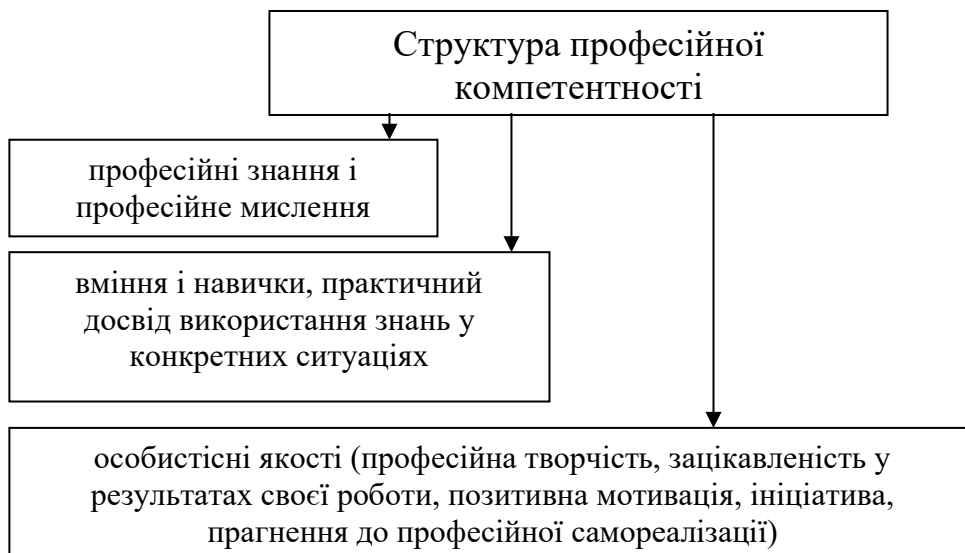 Структура професійної
компетентності
професійні знання і
професійне мислення
вміння і навички, практичний
досвід використання знань у
конкретних ситуаціях
особистісні якості (професійна творчість, зацікавленість у
результатах своєї роботи, позитивна мотивація, ініціатива,
прагнення до професійної самореалізації)